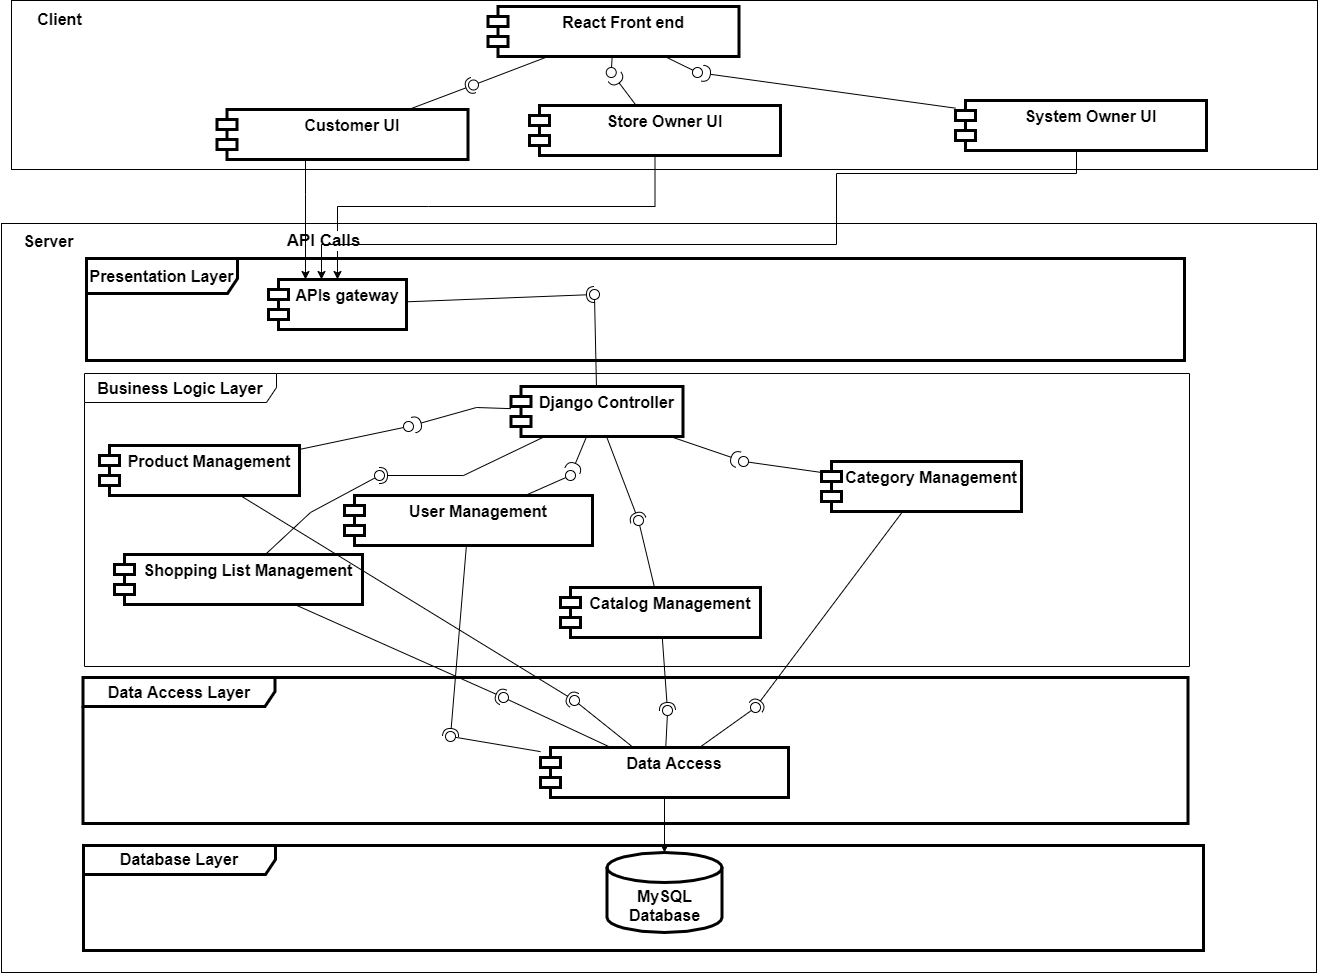 Client
React Front end
Customer UI
Store Owner UI
System Owner UI
Server
API Calls
Presentation Layer
APIs gateway
Business Logic Layer
Django Controller
Product Management
Category Management
User Management
Shopping List Management
Catalog Management
Data Access Layer
Data Access
Database Layer
MySQL
Database